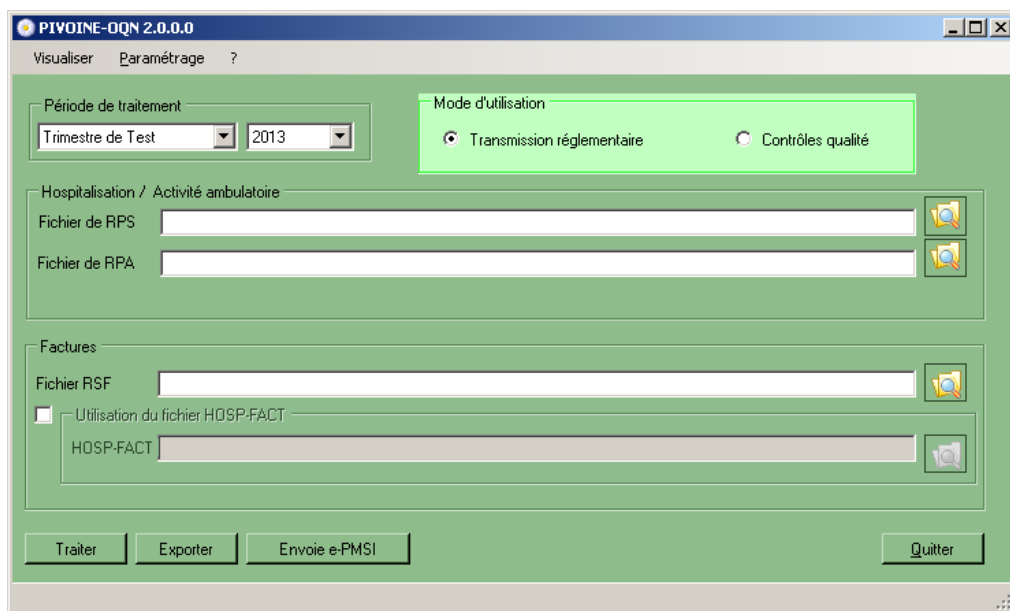 PIVOINE-OQN 2.0.0.0
Visualiser Paramétrage ?
Période de traitement
Trimestre de Test 2013
Mode d'utilisation
Transmission réglementaire Contrôles qualité
Hospitalisation / Activité ambulatoire
Fichier de RPS
Fichier de RPA
Factures
Fichier RSF
Utilisation du fichier HOSP-FACT
HOSP-FACT
Traiter Exporter Envoie e-PMSI Quitter